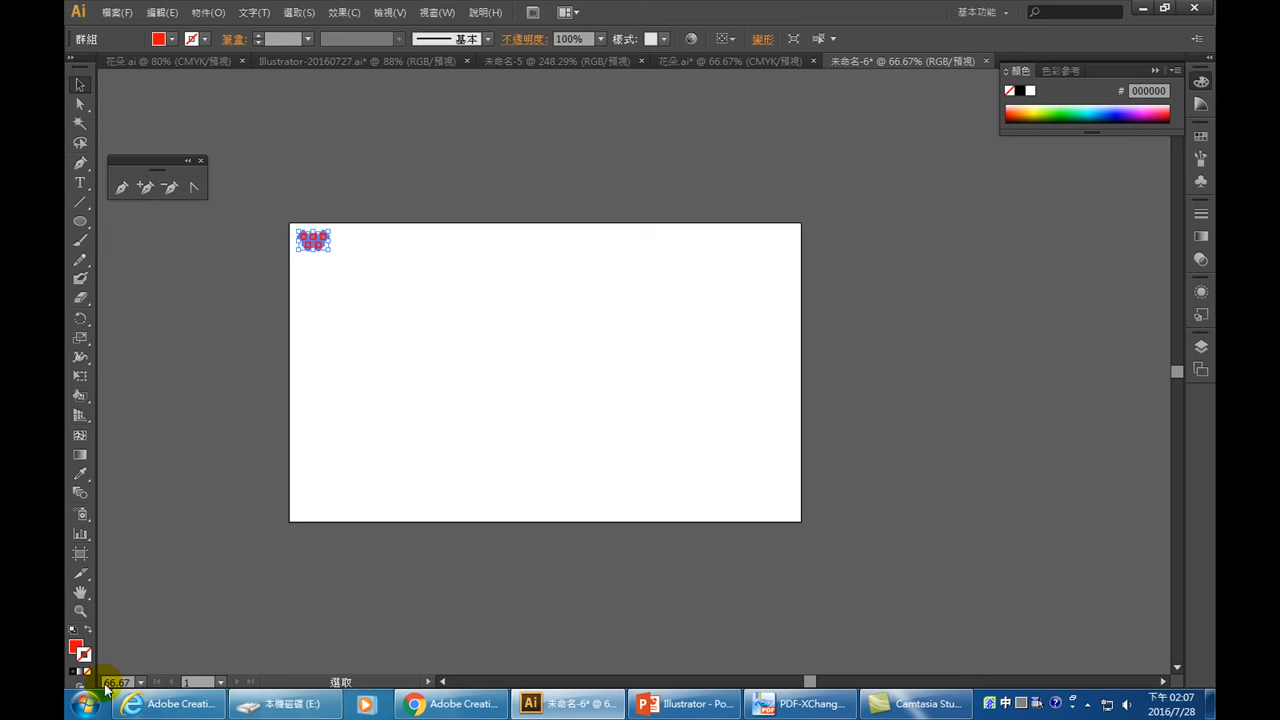 Ai 檔案(F) 編輯(E) 物件(O) 文字(T) 選取(S) 效果(C) 檢視(V) 視窗(W) 說明(H) Br 基本功能
群組 筆畫: 基本 不透明度: 100% 樣式: 變形
花朵.ai @ 80% (CMYK/預視) Illustrator-20160727.ai* @ 88% (RGB/預視) 未命名-5 @ 248.29% (RGB/預視) 花朵.ai* @ 66.67% (CMYK/預視) 未命名-6* @ 66.67% (RGB/預視)
顏色 色彩參考
# 000000
66.67 1 選取
Adobe Creati... 本機磁碟 (E:) Adobe Creati... Ai 未命名-6* @ 6... Illustrator - Po... PDF-XChang... Camtasia Stu... 中 下午 02:07
2016/7/28